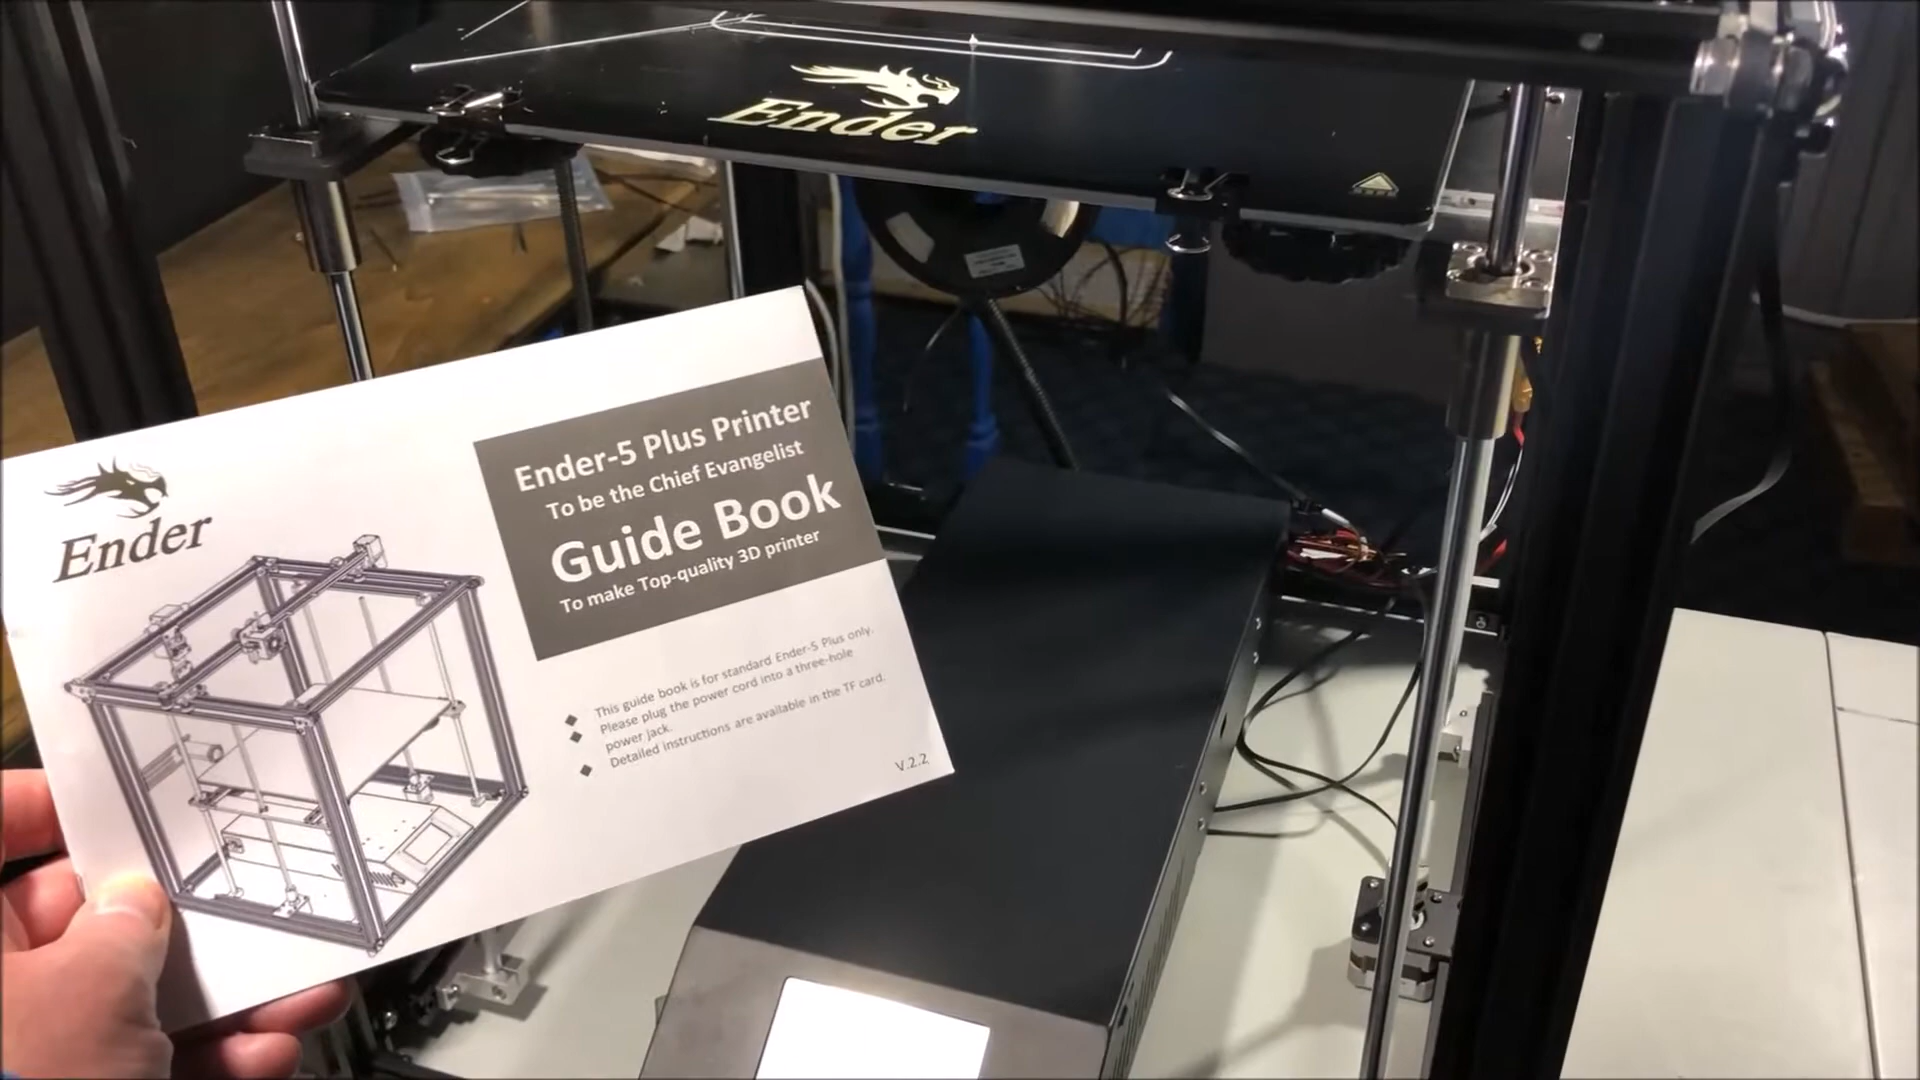 Ender
Ender
Ender-5 Plus Printer
To be the Chief Evangelist
Guide Book
To make Top-quality 3D printer
This guide book is for standard Ender-5 Plus only.
Please plug the power cord into a three-hole
power jack.
Detailed instructions are available in the TF card.
V.2.2